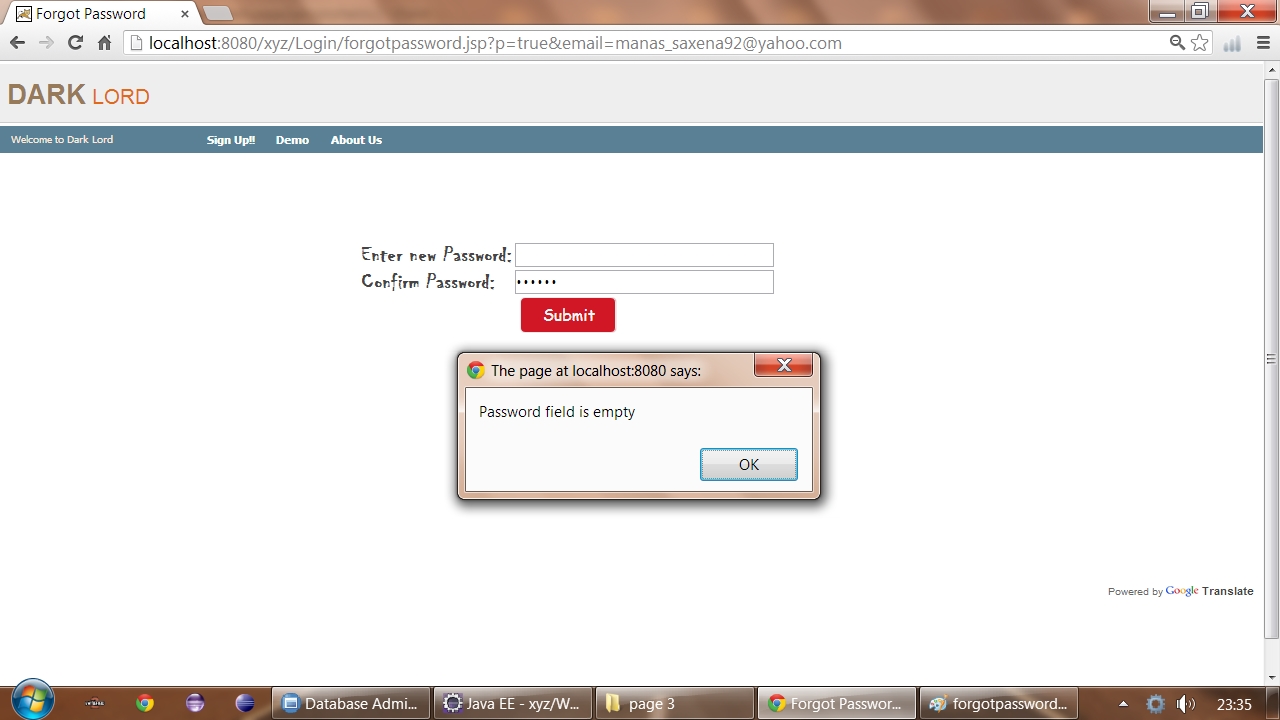 Forgot Password
localhost:8080/xyz/Login/forgotpassword.jsp?p=true&email=manas_saxena92@yahoo.com
DARK LORD
Welcome to Dark Lord Sign Up!! Demo About Us
Enter new Password:
Confirm Password: ••••••
Submit
The page at localhost:8080 says:
Password field is empty
OK
Powered by Google Translate
Database Admi... Java EE - xyz/W... page 3 Forgot Passwor... forgotpassword... 23:35